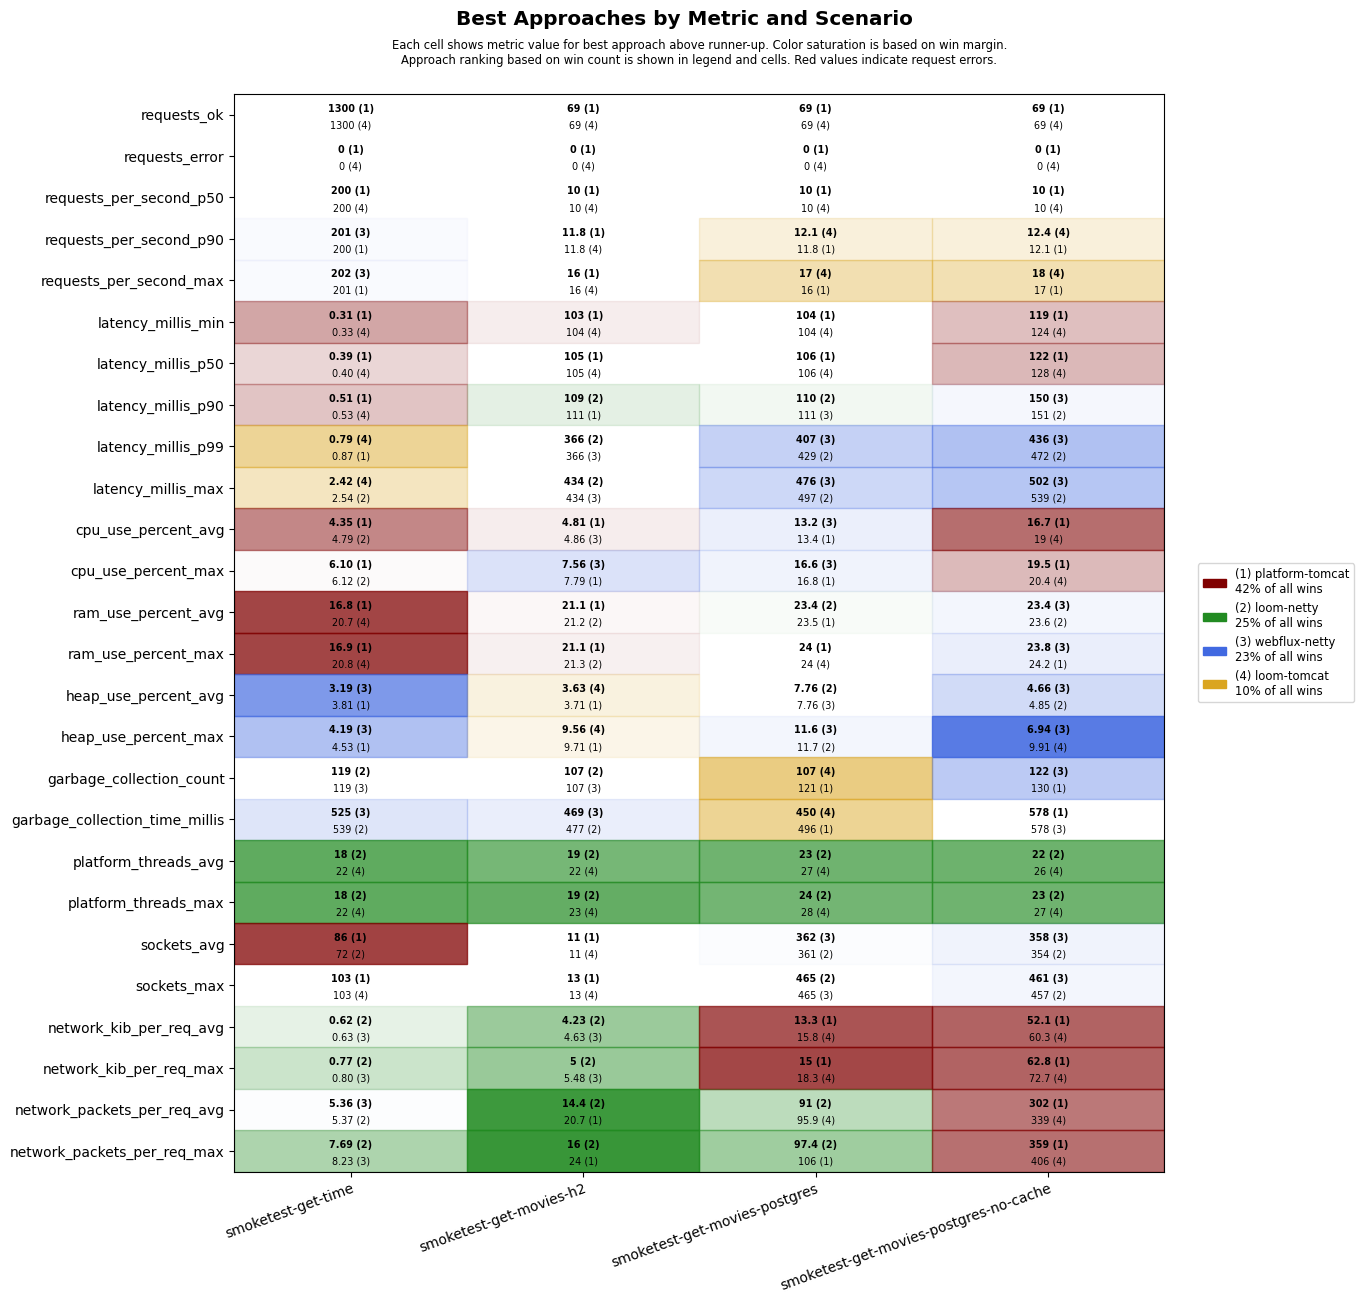 Best Approaches by Metric and Scenario
Each cell shows metric value for best approach above runner-up. Color saturation is based on win margin.
Approach ranking based on win count is shown in legend and cells. Red values indicate request errors.
requests_ok
1300 (1) 69 (1) 69 (1) 69 (1)
1300 (4) 69 (4) 69 (4) 69 (4)
requests_error
0 (1) 0 (1) 0 (1) 0 (1)
0 (4) 0 (4) 0 (4) 0 (4)
requests_per_second_p50
200 (1) 10 (1) 10 (1) 10 (1)
200 (4) 10 (4) 10 (4) 10 (4)
requests_per_second_p90
201 (3) 11.8 (1) 12.1 (4) 12.4 (4)
200 (1) 11.8 (4) 11.8 (1) 12.1 (1)
requests_per_second_max
202 (3) 16 (1) 17 (4) 18 (4)
201 (1) 16 (4) 16 (1) 17 (1)
latency_millis_min
0.31 (1) 103 (1) 104 (1) 119 (1)
0.33 (4) 104 (4) 104 (4) 124 (4)
latency_millis_p50
0.39 (1) 105 (1) 106 (1) 122 (1)
0.40 (4) 105 (4) 106 (4) 128 (4)
latency_millis_p90
0.51 (1) 109 (2) 110 (2) 150 (3)
0.53 (4) 111 (1) 111 (3) 151 (2)
latency_millis_p99
0.79 (4) 366 (2) 407 (3) 436 (3)
0.87 (1) 366 (3) 429 (2) 472 (2)
latency_millis_max
2.42 (4) 434 (2) 476 (3) 502 (3)
2.54 (2) 434 (3) 497 (2) 539 (2)
cpu_use_percent_avg
4.35 (1) 4.81 (1) 13.2 (3) 16.7 (1)
4.79 (2) 4.86 (3) 13.4 (1) 19 (4)
cpu_use_percent_max
6.10 (1) 7.56 (3) 16.6 (3) 19.5 (1)
6.12 (2) 7.79 (1) 16.8 (1) 20.4 (4)
ram_use_percent_avg
16.8 (1) 21.1 (1) 23.4 (2) 23.4 (3)
20.7 (4) 21.2 (2) 23.5 (1) 23.6 (2)
ram_use_percent_max
16.9 (1) 21.1 (1) 24 (1) 23.8 (3)
20.8 (4) 21.3 (2) 24 (4) 24.2 (1)
heap_use_percent_avg
3.19 (3) 3.63 (4) 7.76 (2) 4.66 (3)
3.81 (1) 3.71 (1) 7.76 (3) 4.85 (2)
heap_use_percent_max
4.19 (3) 9.56 (4) 11.6 (3) 6.94 (3)
4.53 (1) 9.71 (1) 11.7 (2) 9.91 (4)
garbage_collection_count
119 (2) 107 (2) 107 (4) 122 (3)
119 (3) 107 (3) 121 (1) 130 (1)
garbage_collection_time_millis
525 (3) 469 (3) 450 (4) 578 (1)
539 (2) 477 (2) 496 (1) 578 (3)
platform_threads_avg
18 (2) 19 (2) 23 (2) 22 (2)
22 (4) 22 (4) 27 (4) 26 (4)
platform_threads_max
18 (2) 19 (2) 24 (2) 23 (2)
22 (4) 23 (4) 28 (4) 27 (4)
sockets_avg
86 (1) 11 (1) 362 (3) 358 (3)
72 (2) 11 (4) 361 (2) 354 (2)
sockets_max
103 (1) 13 (1) 465 (2) 461 (3)
103 (4) 13 (4) 465 (3) 457 (2)
network_kib_per_req_avg
0.62 (2) 4.23 (2) 13.3 (1) 52.1 (1)
0.63 (3) 4.63 (3) 15.8 (4) 60.3 (4)
network_kib_per_req_max
0.77 (2) 5 (2) 15 (1) 62.8 (1)
0.80 (3) 5.48 (3) 18.3 (4) 72.7 (4)
network_packets_per_req_avg
5.36 (3) 14.4 (2) 91 (2) 302 (1)
5.37 (2) 20.7 (1) 95.9 (4) 339 (4)
network_packets_per_req_max
7.69 (2) 16 (2) 97.4 (2) 359 (1)
8.23 (3) 24 (1) 106 (1) 406 (4)
smoketest-get-time
smoketest-get-movies-h2
smoketest-get-movies-postgres
smoketest-get-movies-postgres-no-cache
(1) platform-tomcat
42% of all wins
(2) loom-netty
25% of all wins
(3) webflux-netty
23% of all wins
(4) loom-tomcat
10% of all wins